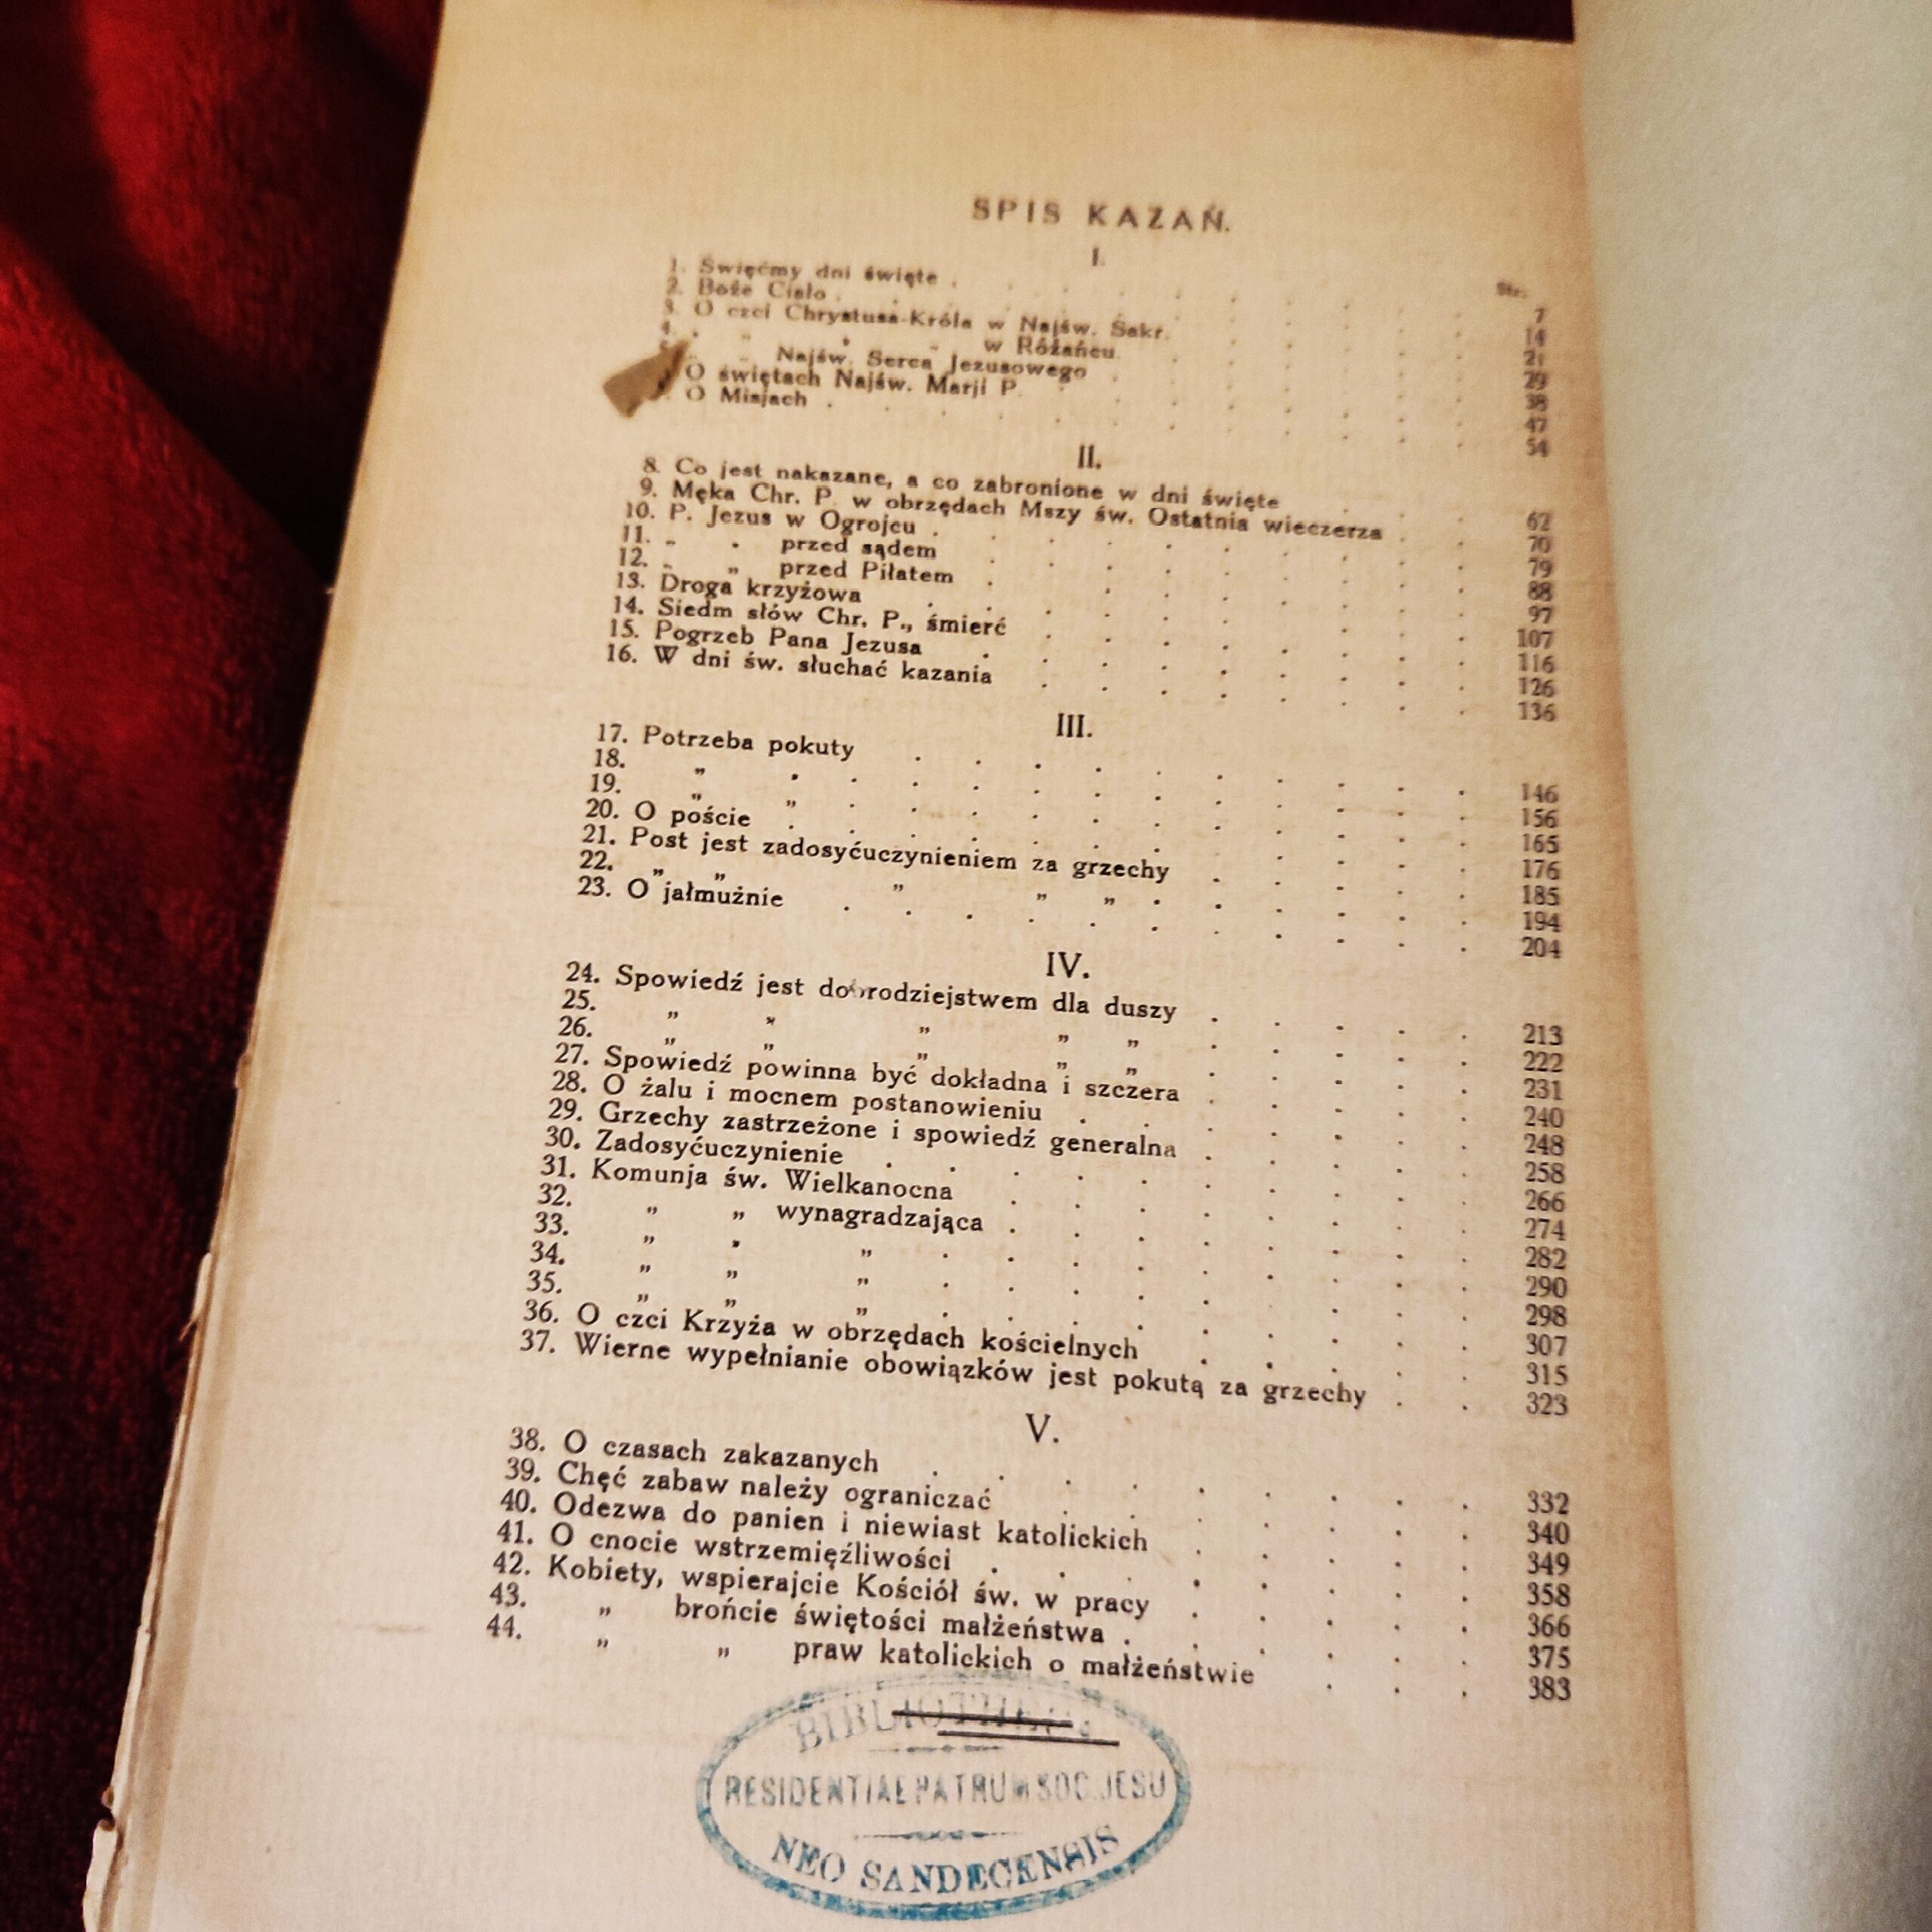 SPIS KAZAŃ.
I.
Str.
1. Święćmy dni święte . . . . . . . . . . 7
2. Boże Ciało . . . . . . . . . . 14
3. O czci Chrystusa-Króla w Najśw. Sakr. . . . . . . 21
4. „ „ „ „ w Różańcu . . . . . . 29
„ „ Najśw. Serca Jezusowego . . . . . . 38
O świętach Najśw. Marji P. . . . . . . . 47
O Misjach . . . . . . . . . . 54
II.
8. Co jest nakazane, a co zabronione w dni święte . . . 62
9. Męka Chr. P. w obrzędach Mszy św. Ostatnia wieczerza . . 70
10. P. Jezus w Ogrojcu . . . . . . . . . . 79
11. „ „ przed sądem . . . . . . . . . 88
12. „ „ przed Piłatem . . . . . . . . . 97
13. Droga krzyżowa . . . . . . . . . . 107
14. Siedm słów Chr. P., śmierć . . . . . . . . 116
15. Pogrzeb Pana Jezusa . . . . . . . . . 126
16. W dni św. słuchać kazania . . . . . . . . 136
III.
17. Potrzeba pokuty . . . . . . . . . . 146
18. „ „ . . . . . . . . . . . 156
19. „ „ . . . . . . . . . . . 165
20. O poście . . . . . . . . . . . . 176
21. Post jest zadosyćuczynieniem za grzechy . . . . . 185
22. „ „ „ „ „ . . . . . . 194
23. O jałmużnie . . . . . . . . . . . 204
IV.
24. Spowiedź jest dobrodziejstwem dla duszy . . . . . 213
25. „ „ „ „ „ . . . . . 222
26. „ „ „ „ „ . . . . . 231
27. Spowiedź powinna być dokładna i szczera . . . . . 240
28. O żalu i mocnem postanowieniu . . . . . . . 248
29. Grzechy zastrzeżone i spowiedź generalna . . . . . 258
30. Zadosyćuczynienie . . . . . . . . . . 266
31. Komunja św. Wielkanocna . . . . . . . . 274
32. „ „ wynagradzająca . . . . . . . . 282
33. „ „ „ . . . . . . . . . 290
34. „ „ „ . . . . . . . . . 298
35. „ „ „ . . . . . . . . . 307
36. O czci Krzyża w obrzędach kościelnych . . . . . 315
37. Wierne wypełnianie obowiązków jest pokutą za grzechy . . 323
V.
38. O czasach zakazanych . . . . . . . . . 332
39. Chęć zabaw należy ograniczać . . . . . . . 340
40. Odezwa do panien i niewiast katolickich . . . . . 349
41. O cnocie wstrzemięźliwości . . . . . . . . 358
42. Kobiety, wspierajcie Kościół św. w pracy . . . . . 366
43. „ brońcie świętości małżeństwa . . . . . . 375
44. „ „ praw katolickich o małżeństwie . . . 383
RESIDENTIAE PATRUM SOC. JESU
NEO SANDECENSIS